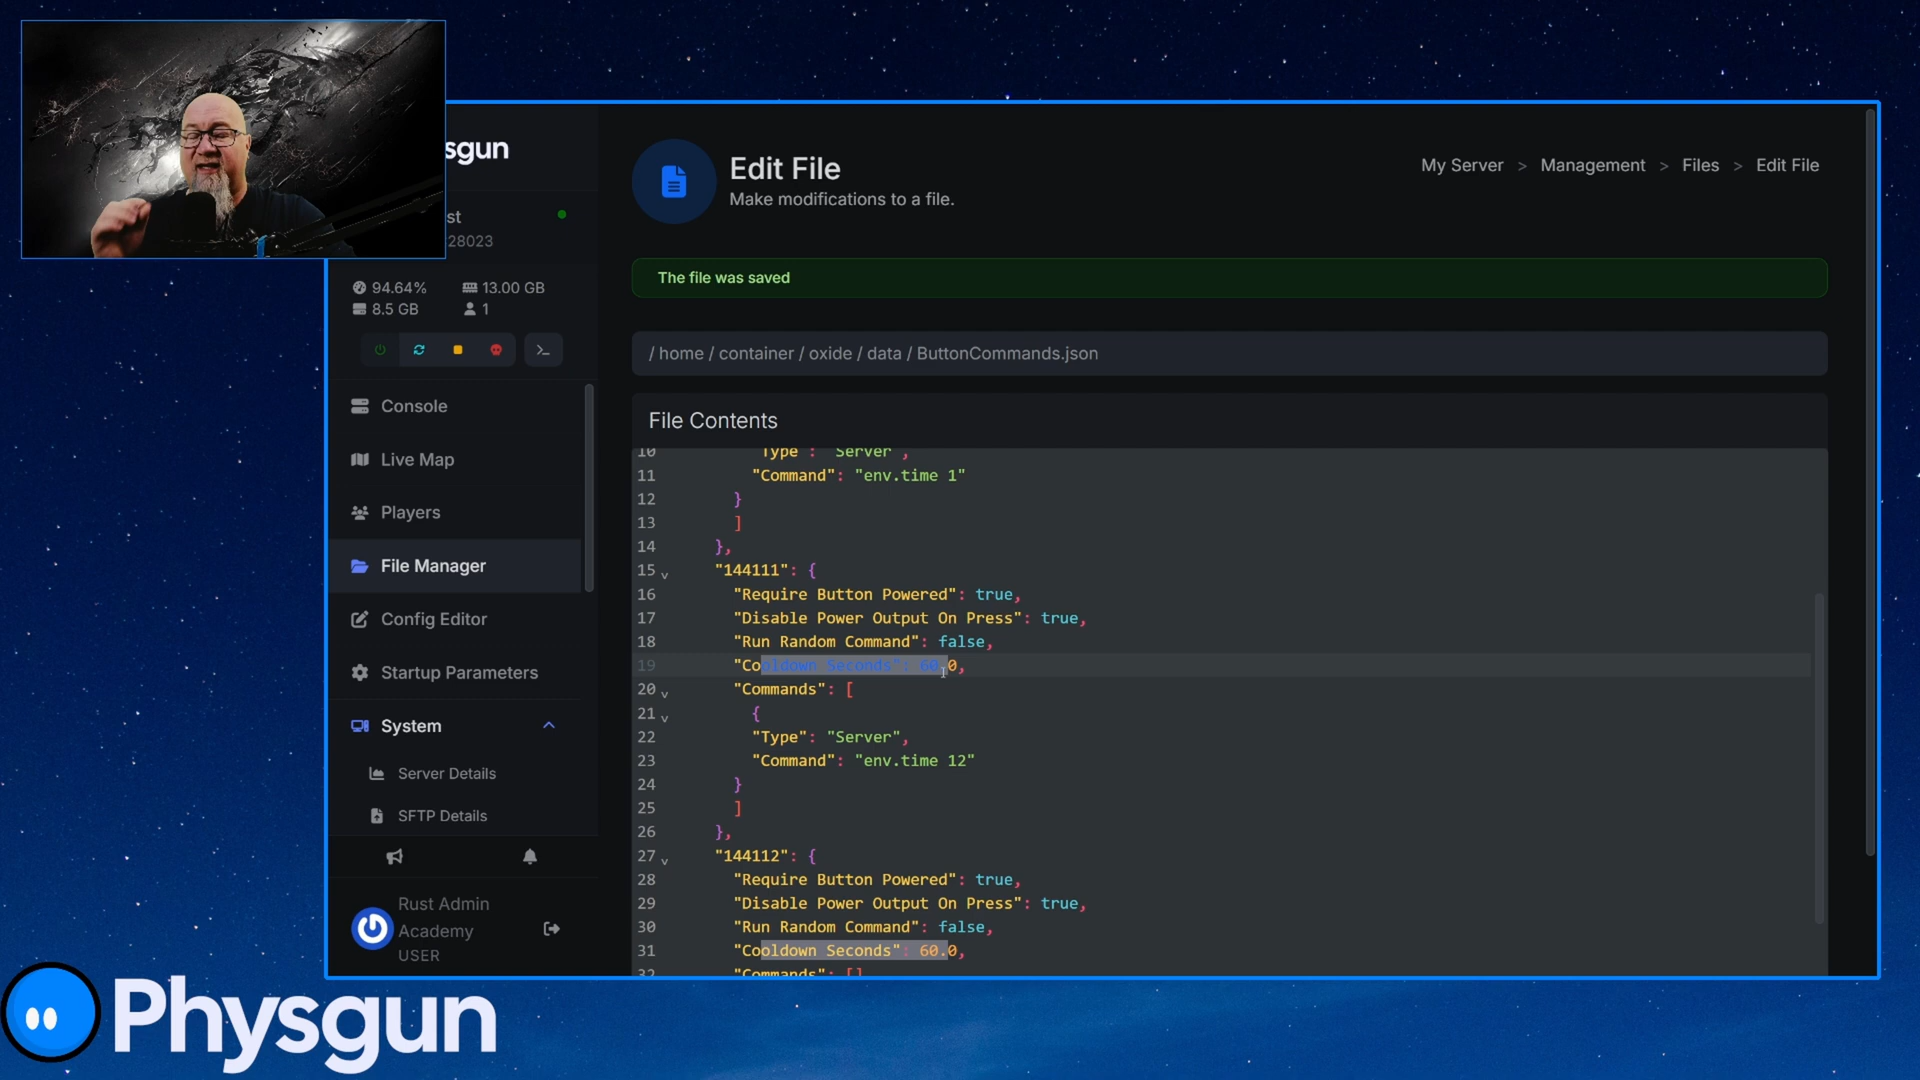 sgun
st
28023
94.64%
13.00 GB
8.5 GB
1
Console
Live Map
Players
File Manager
Config Editor
Startup Parameters
System
Server Details
SFTP Details
Rust Admin
Academy
USER
Edit File
Make modifications to a file.
My Server > Management > Files > Edit File
The file was saved
/ home / container / oxide / data / ButtonCommands.json
File Contents
10 "Type": "Server",
11 "Command": "env.time 1"
12 }
13 ]
14 },
15 "144111": {
16 "Require Button Powered": true,
17 "Disable Power Output On Press": true,
18 "Run Random Command": false,
19 "Cooldown Seconds": 60.0,
20 "Commands": [
21 {
22 "Type": "Server",
23 "Command": "env.time 12"
24 }
25 ]
26 },
27 "144112": {
28 "Require Button Powered": true,
29 "Disable Power Output On Press": true,
30 "Run Random Command": false,
31 "Cooldown Seconds": 60.0,
32 "Commands": []
Physgun